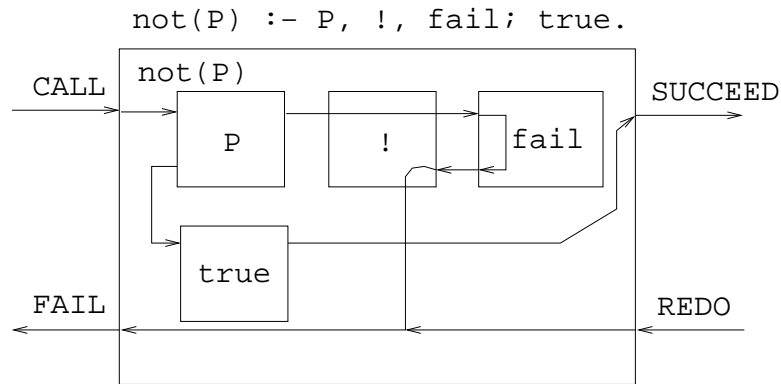 not(P) :- P, !, fail; true.
not(P)
CALL
SUCCEED
P
!
fail
true
FAIL
REDO